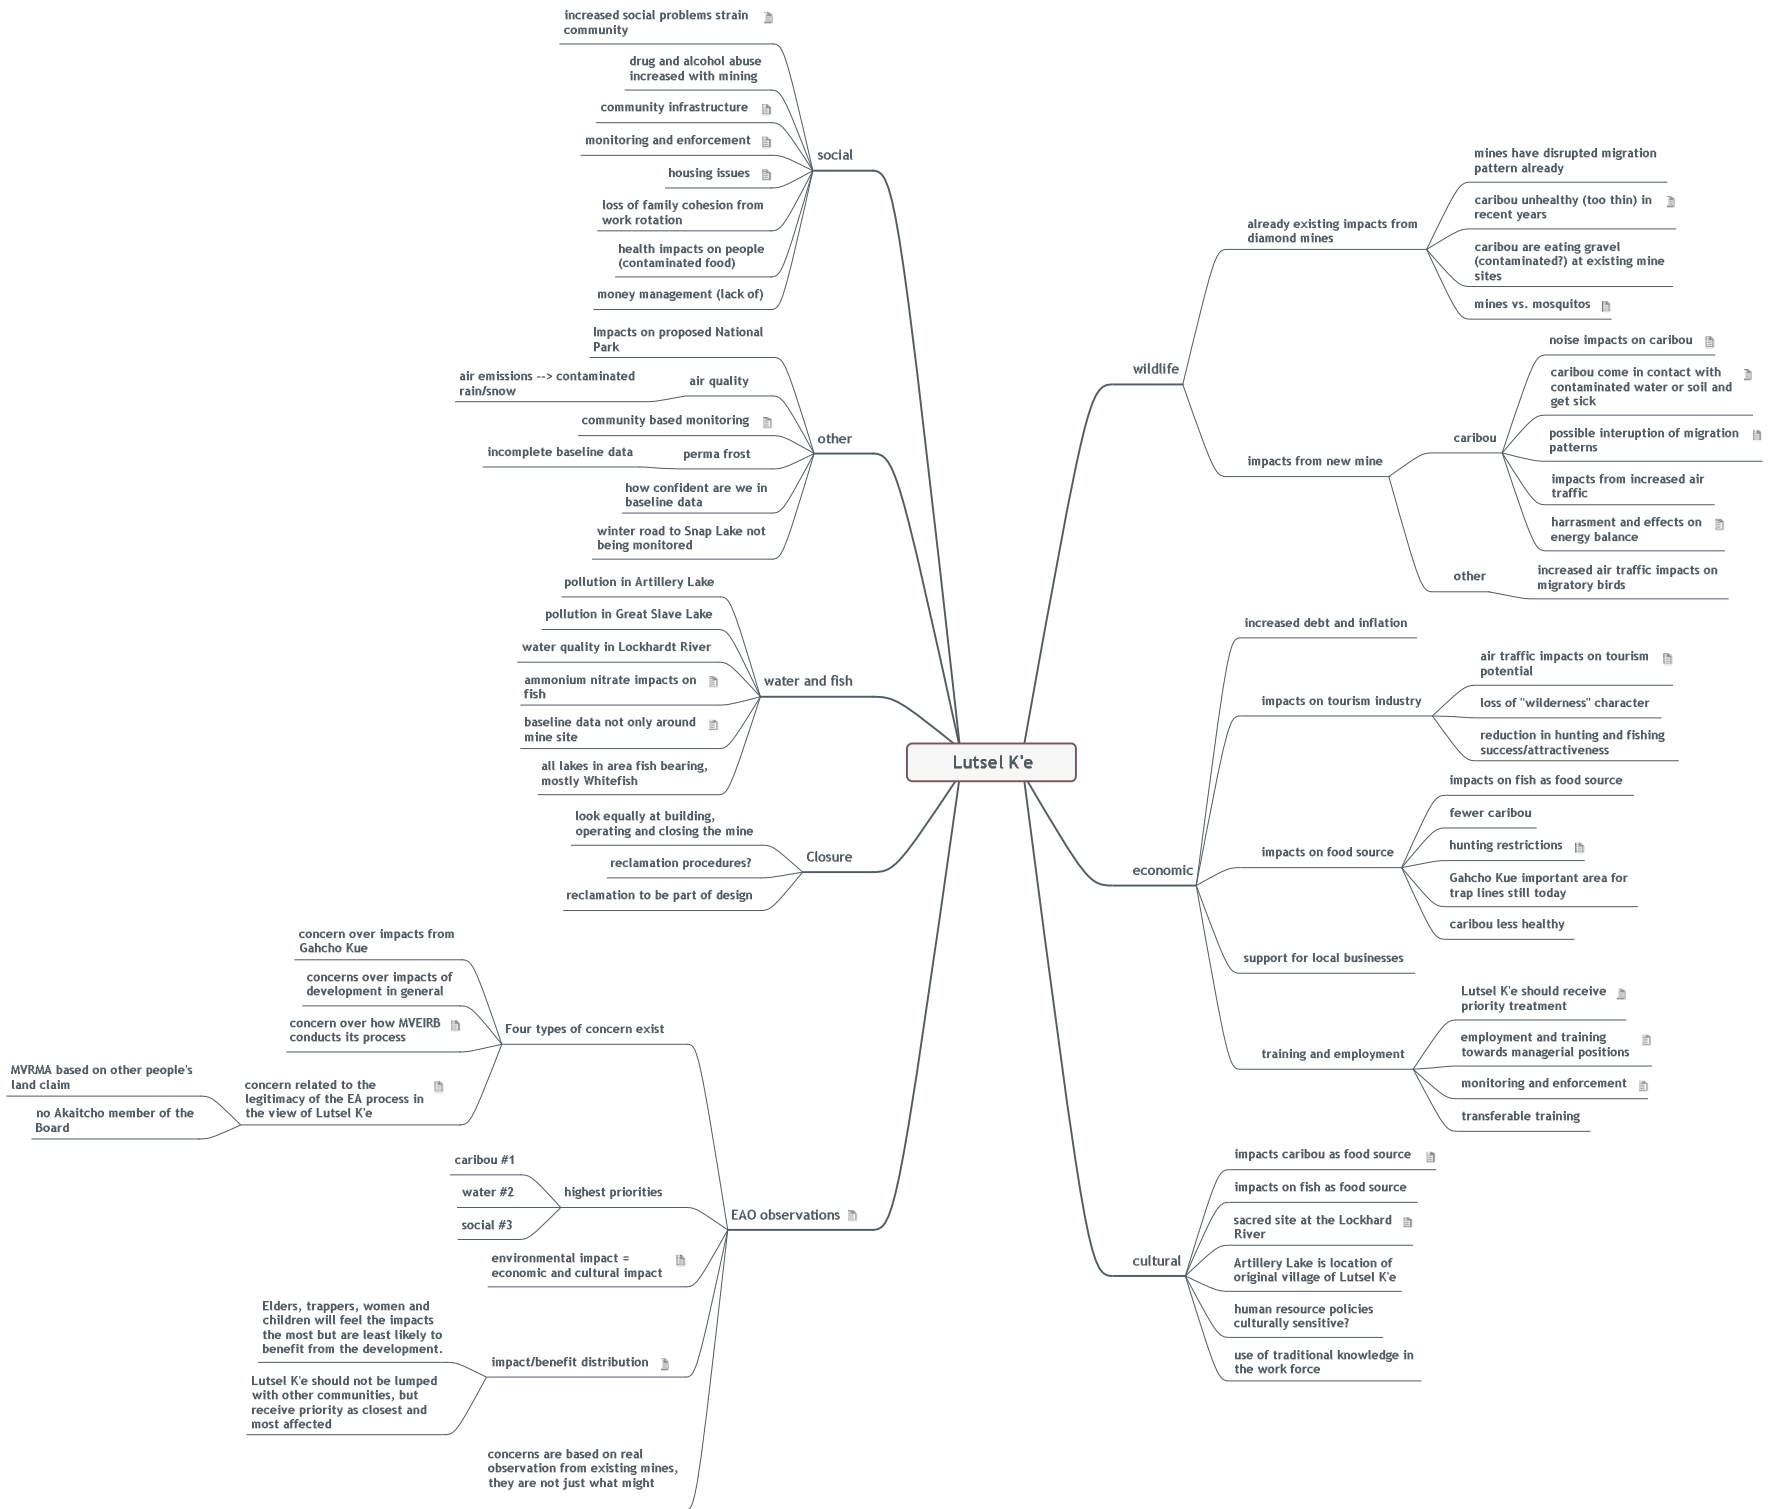 increased social problems strain
community
drug and alcohol abuse
increased with mining
community infrastructure
monitoring and enforcement
housing issues
loss of family cohesion from
work rotation
health impacts on people
(contaminated food)
money management (lack of)
social
Impacts on proposed National
Park
air emissions --> contaminated
rain/snow
air quality
community based monitoring
incomplete baseline data
perma frost
how confident are we in
baseline data
winter road to Snap Lake not
being monitored
other
pollution in Artillery Lake
pollution in Great Slave Lake
water quality in Lockhardt River
ammonium nitrate impacts on
fish
baseline data not only around
mine site
all lakes in area fish bearing,
mostly Whitefish
water and fish
look equally at building,
operating and closing the mine
reclamation procedures?
reclamation to be part of design
Closure
concern over impacts from
Gahcho Kue
concerns over impacts of
development in general
concern over how MVEIRB
conducts its process
MVRMA based on other people's
land claim
no Akaitcho member of the
Board
concern related to the
legitimacy of the EA process in
the view of Lutsel K'e
Four types of concern exist
caribou #1
water #2
social #3
highest priorities
environmental impact =
economic and cultural impact
Elders, trappers, women and
children will feel the impacts
the most but are least likely to
benefit from the development.
Lutsel K'e should not be lumped
with other communities, but
receive priority as closest and
most affected
impact/benefit distribution
concerns are based on real
observation from existing mines,
they are not just what might
EAO observations
Lutsel K'e
wildlife
already existing impacts from
diamond mines
mines have disrupted migration
pattern already
caribou unhealthy (too thin) in
recent years
caribou are eating gravel
(contaminated?) at existing mine
sites
mines vs. mosquitos
impacts from new mine
caribou
noise impacts on caribou
caribou come in contact with
contaminated water or soil and
get sick
possible interuption of migration
patterns
impacts from increased air
traffic
harrasment and effects on
energy balance
other
increased air traffic impacts on
migratory birds
economic
increased debt and inflation
impacts on tourism industry
air traffic impacts on tourism
potential
loss of "wilderness" character
reduction in hunting and fishing
success/attractiveness
impacts on food source
impacts on fish as food source
fewer caribou
hunting restrictions
Gahcho Kue important area for
trap lines still today
caribou less healthy
support for local businesses
training and employment
Lutsel K'e should receive
priority treatment
employment and training
towards managerial positions
monitoring and enforcement
transferable training
cultural
impacts caribou as food source
impacts on fish as food source
sacred site at the Lockhard
River
Artillery Lake is location of
original village of Lutsel K'e
human resource policies
culturally sensitive?
use of traditional knowledge in
the work force